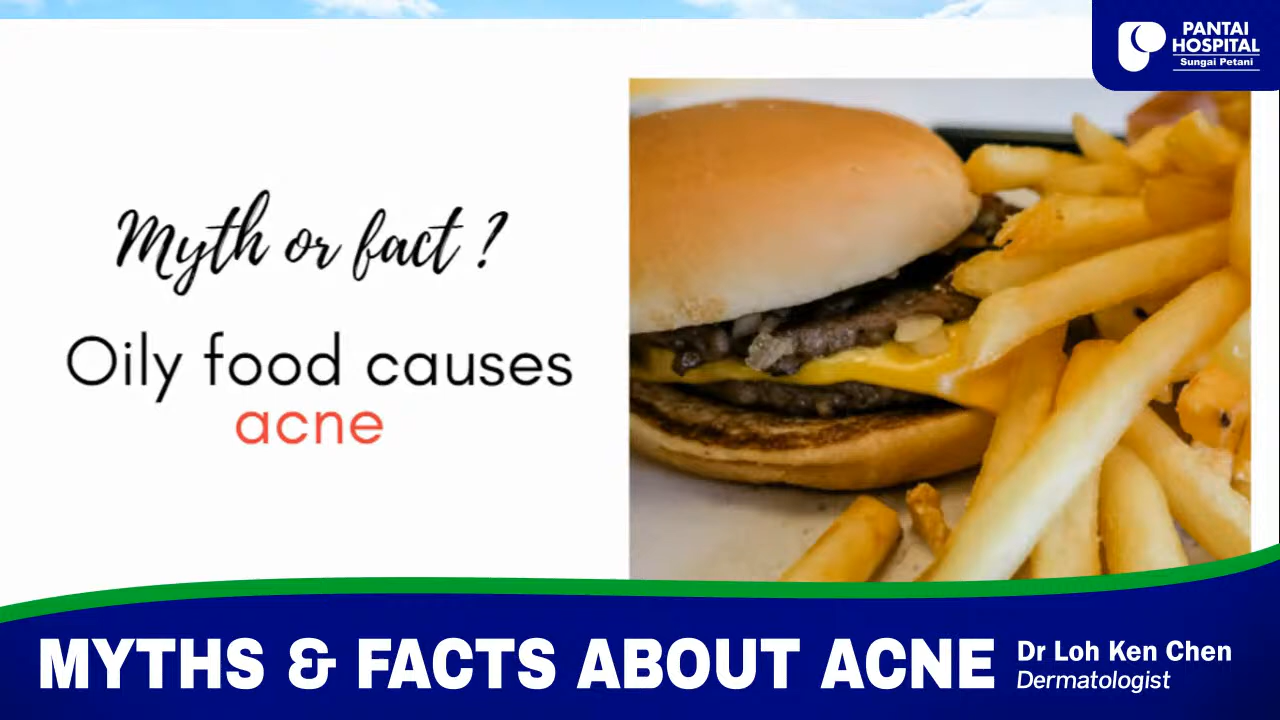 PANTAI
HOSPITAL
Sungai Petani
Myth or fact ?
Oily food causes
acne
MYTHS & FACTS ABOUT ACNE
Dr Loh Ken Chen
Dermatologist